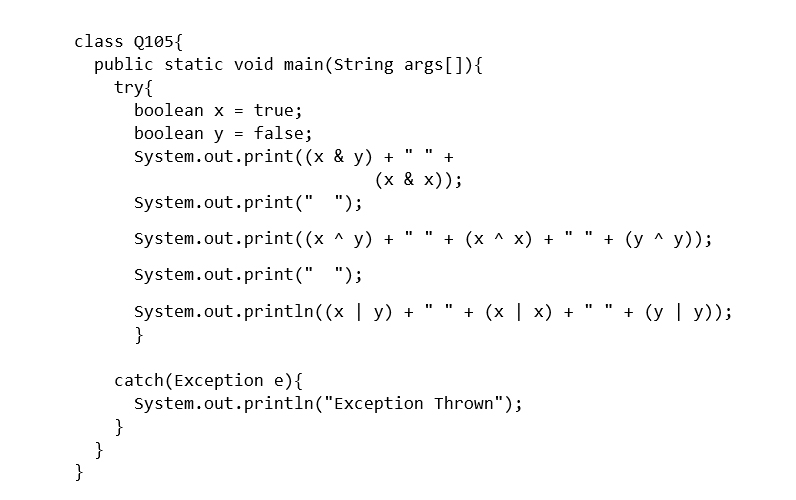 class Q105{
  public static void main(String args[]){
    try{
      boolean x = true;
      boolean y = false;
      System.out.print((x & y) + " " +
                              (x & x));
      System.out.print("  ");
      System.out.print((x ^ y) + " " + (x ^ x) + " " + (y ^ y));
      System.out.print("  ");
      System.out.println((x | y) + " " + (x | x) + " " + (y | y));
      }
    catch(Exception e){
      System.out.println("Exception Thrown");
    }
  }
}